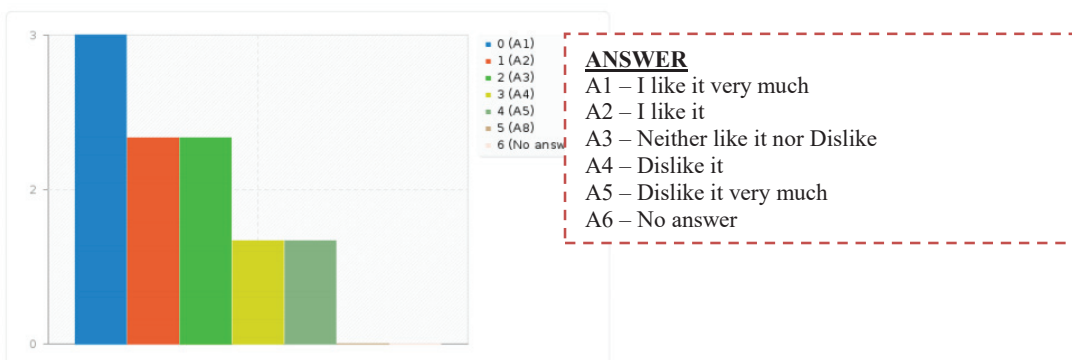 3
2
0
0 (A1)
1 (A2)
2 (A3)
3 (A4)
4 (A5)
5 (A8)
6 (No answ
ANSWER
A1 – I like it very much
A2 – I like it
A3 – Neither like it nor Dislike
A4 – Dislike it
A5 – Dislike it very much
A6 – No answer